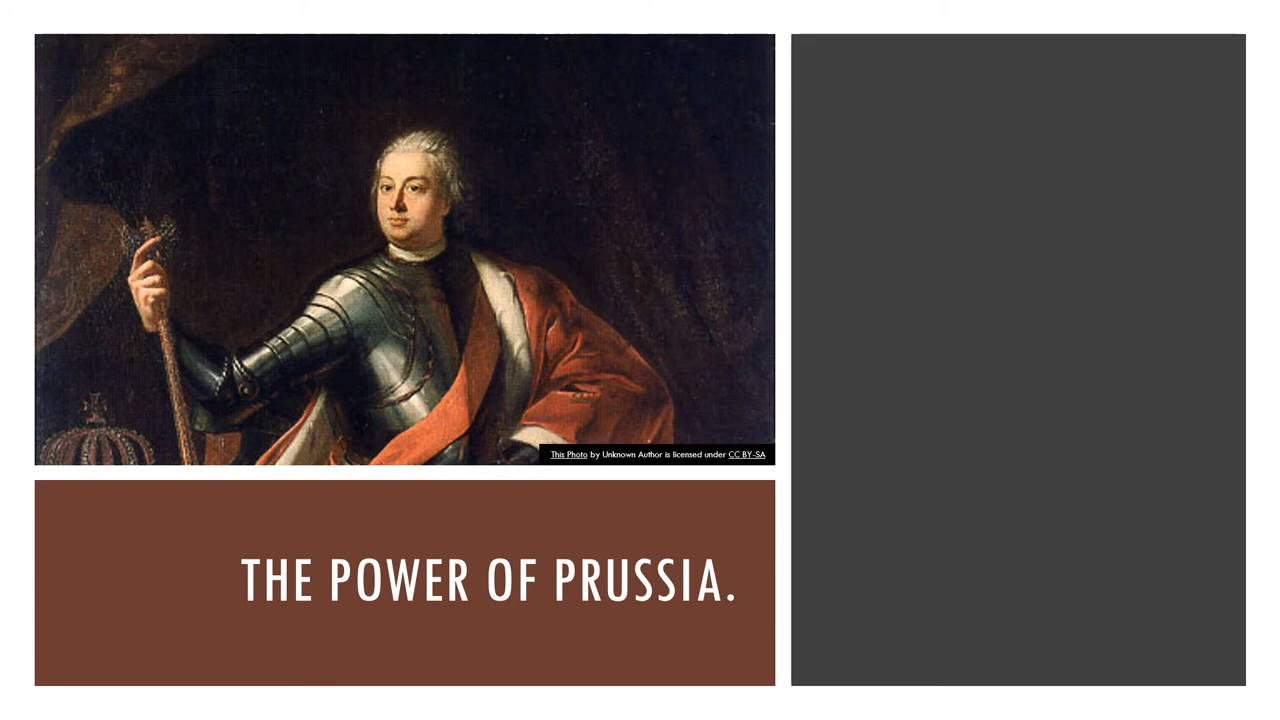 This Photo by Unknown Author is licensed under CC BY-SA
THE POWER OF PRUSSIA.